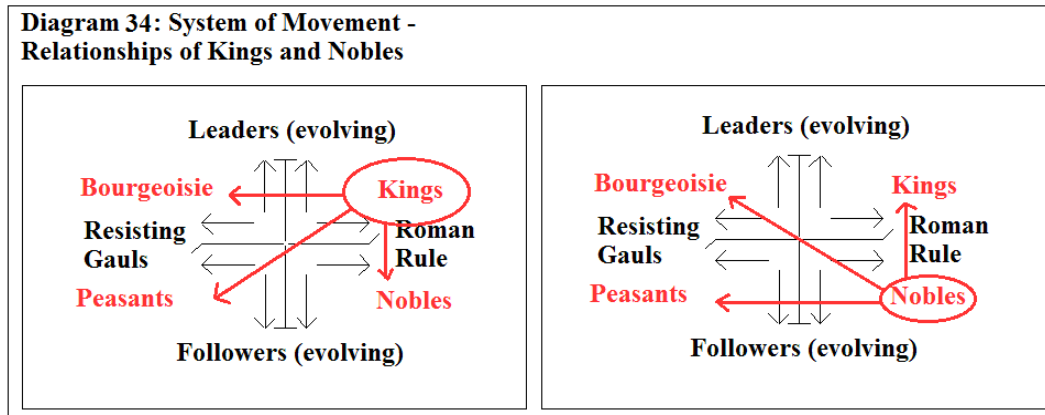 Diagram 34: System of Movement -
Relationships of Kings and Nobles
Leaders (evolving)
Bourgeoisie
Kings
Resisting
Gauls
Roman
Rule
Peasants
Nobles
Followers (evolving)
Leaders (evolving)
Bourgeoisie
Kings
Resisting
Gauls
Roman
Rule
Peasants
Nobles
Followers (evolving)